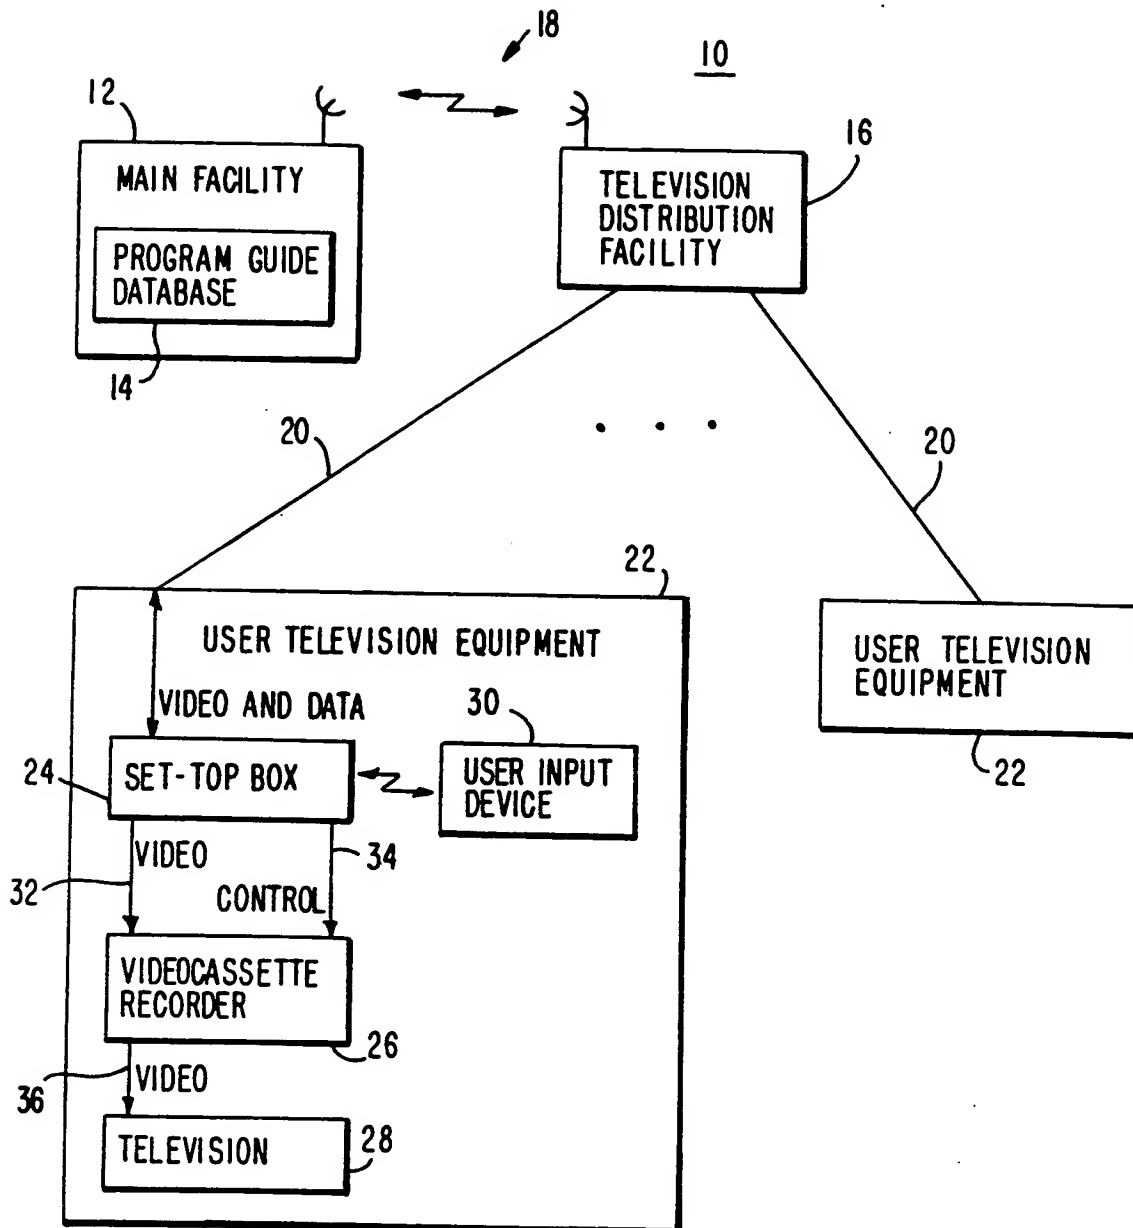 18
10
12
16
MAIN FACILITY
PROGRAM GUIDE
DATABASE
14
TELEVISION
DISTRIBUTION
FACILITY
20
20
22
USER TELEVISION EQUIPMENT
VIDEO AND DATA
24
SET-TOP BOX
30
USER INPUT
DEVICE
USER TELEVISION
EQUIPMENT
22
VIDEO
32
34
CONTROL
VIDEOCASSETTE
RECORDER
26
36
VIDEO
TELEVISION
28